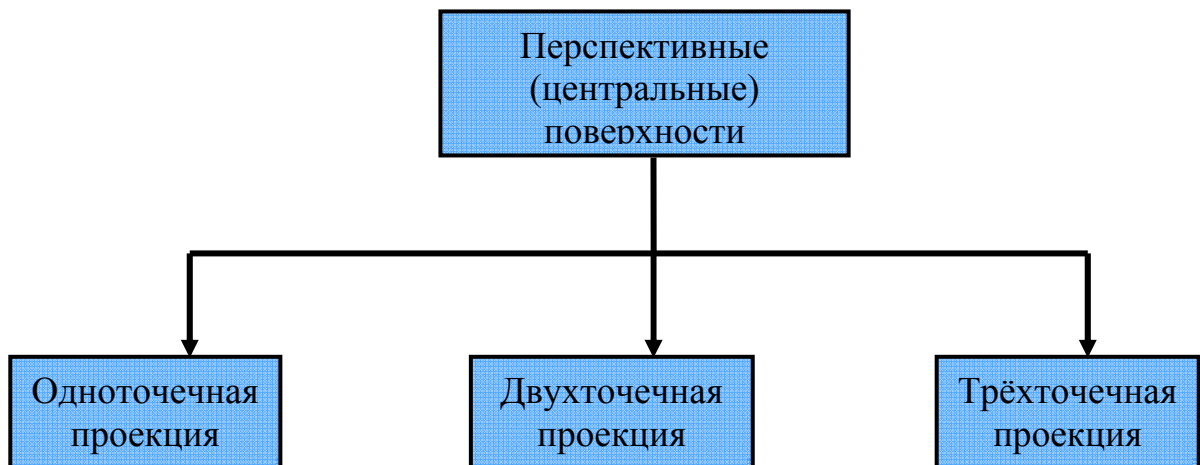 Перспективные
(центральные)
поверхности
Одноточечная
проекция
Двухточечная
проекция
Трёхточечная
проекция